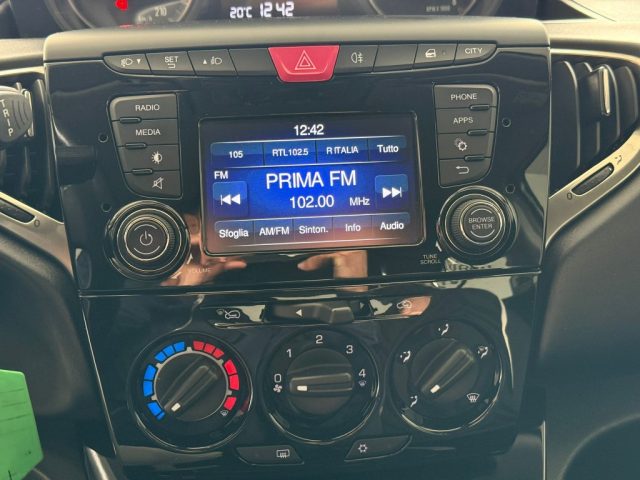 210
20°C 12 42
SET
CITY
RADIO
MEDIA
TRIP
12:42
105 RTL102.5 R ITALIA Tutto
FM
PRIMA FM
102.00 MHz
Sfoglia AM/FM Sinton. Info Audio
PHONE
APPS
VOLUME
BROWSE
ENTER
TUNE
SCROLL
0 1 2 3 4